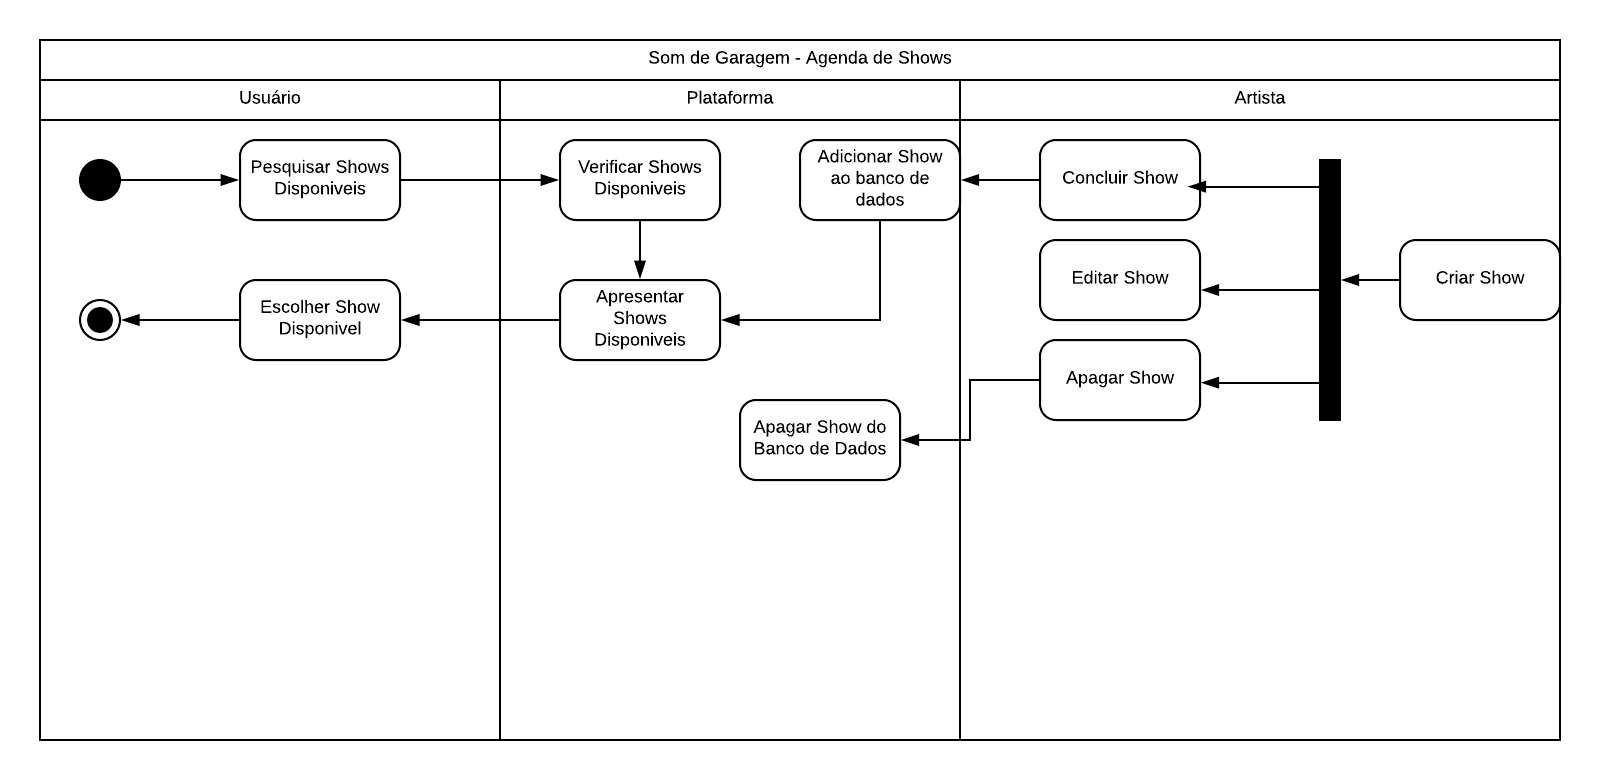 Som de Garagem - Agenda de Shows
Usuário
Plataforma
Artista
Pesquisar Shows
Disponiveis
Verificar Shows
Disponiveis
Adicionar Show
ao banco de
dados
Concluir Show
Editar Show
Criar Show
Escolher Show
Disponivel
Apresentar
Shows
Disponiveis
Apagar Show
Apagar Show do
Banco de Dados